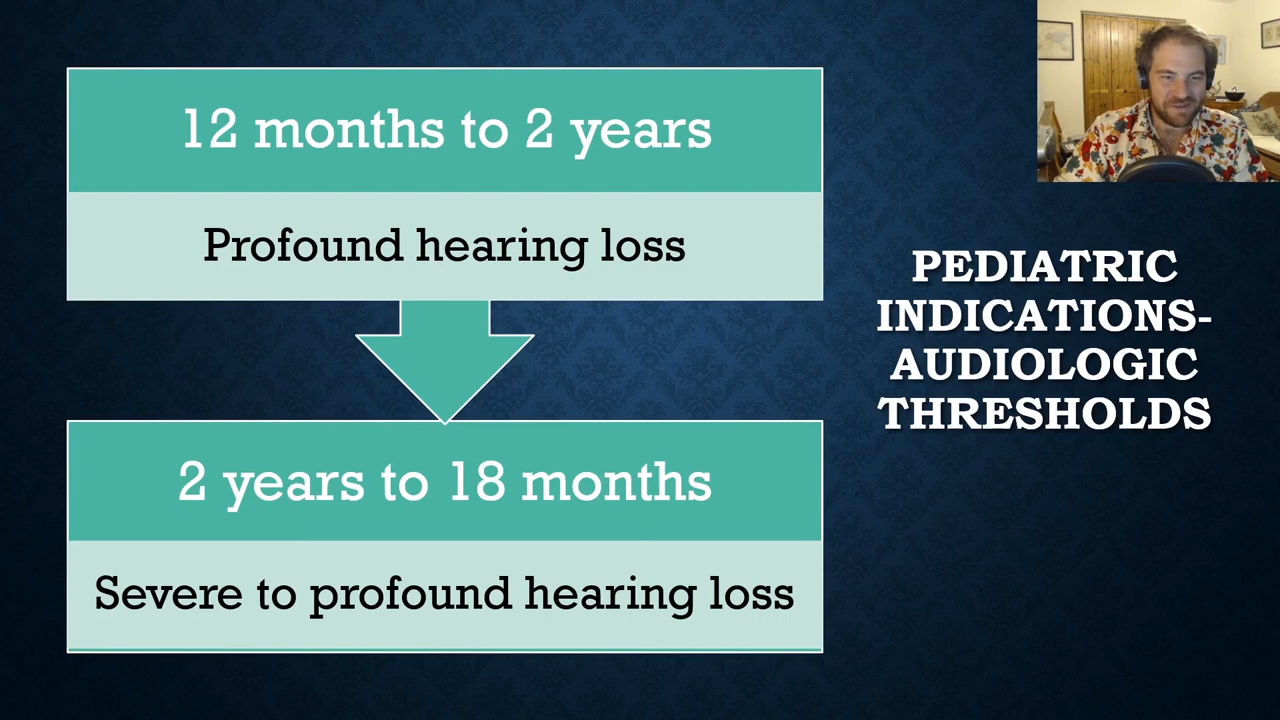 12 months to 2 years
Profound hearing loss
2 years to 18 months
Severe to profound hearing loss
PEDIATRIC
INDICATIONS-
AUDIOLOGIC
THRESHOLDS